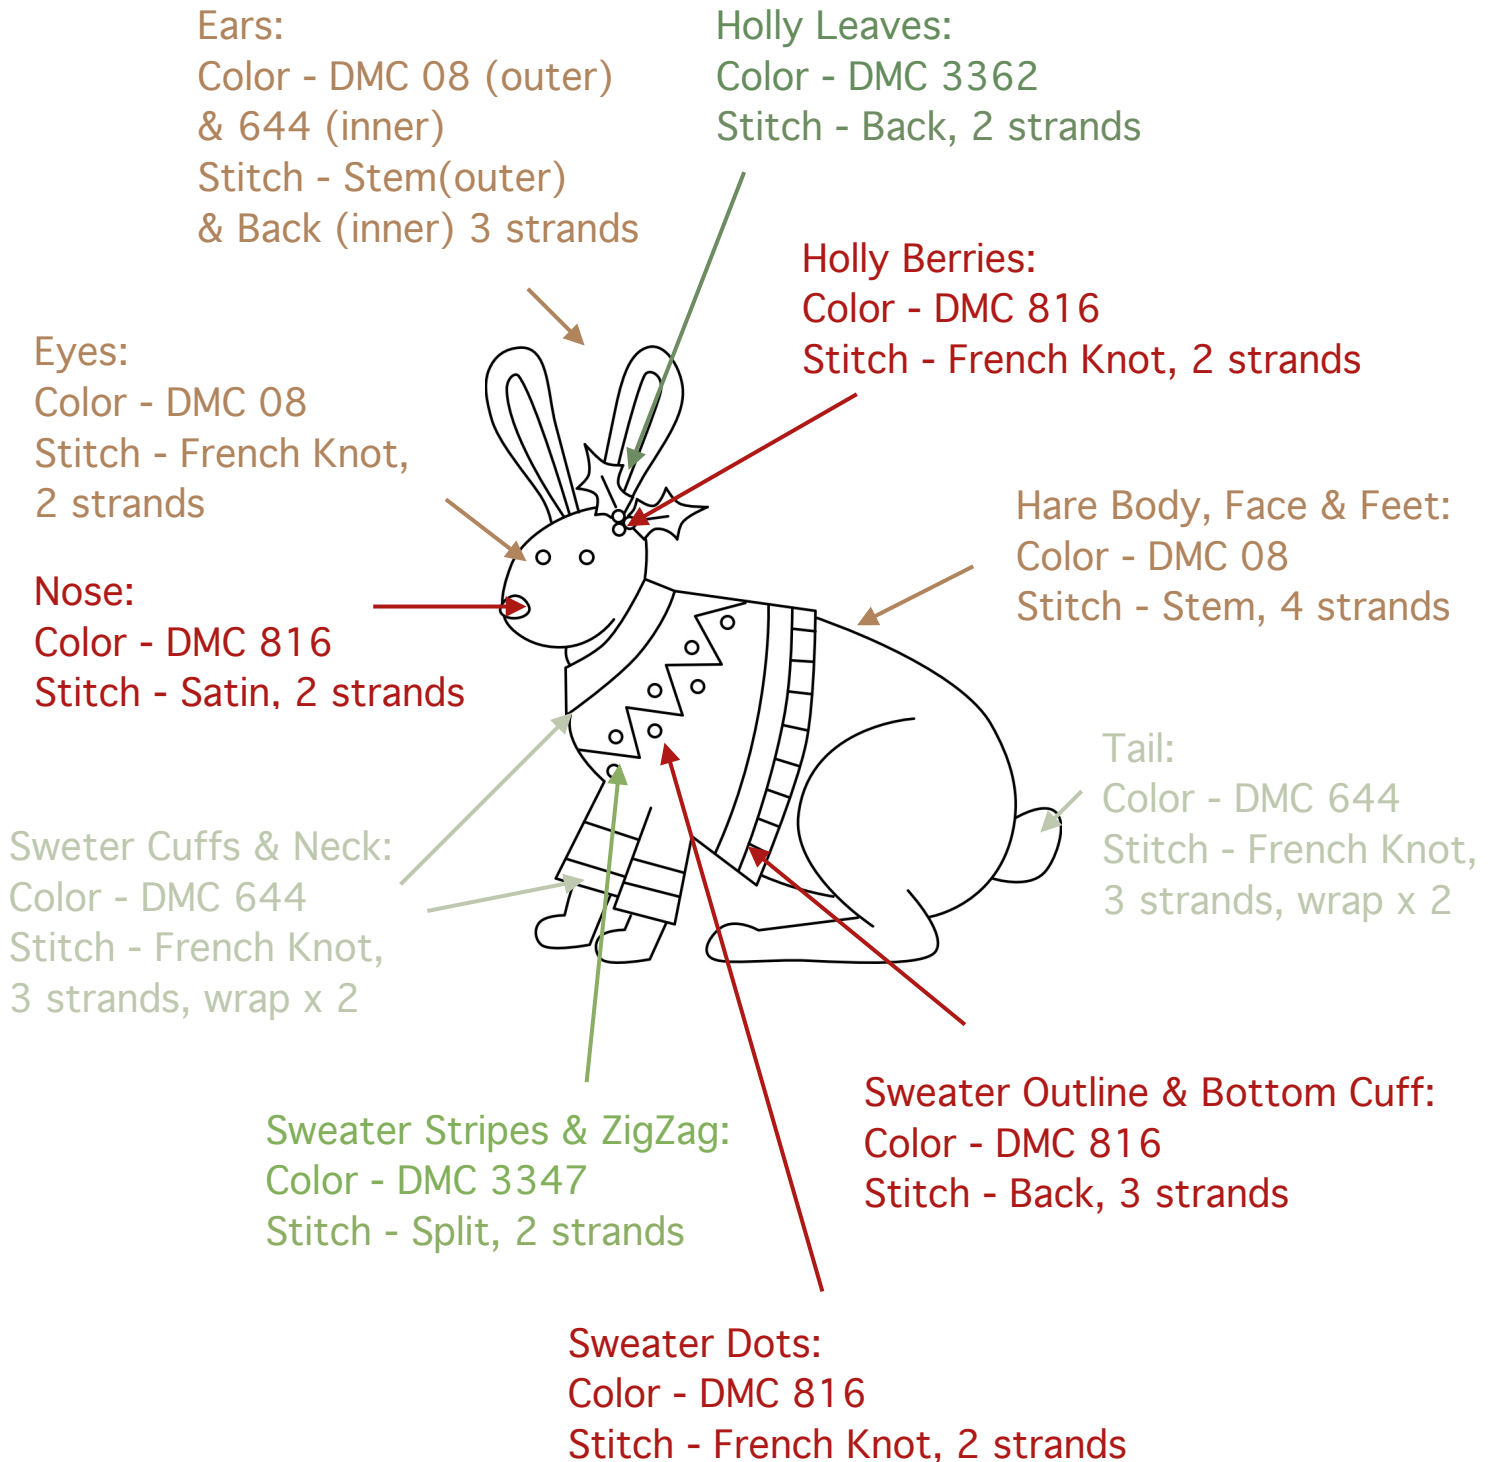 Ears:
Color - DMC 08 (outer)
& 644 (inner)
Stitch - Stem(outer)
& Back (inner) 3 strands
Holly Leaves:
Color - DMC 3362
Stitch - Back, 2 strands
Holly Berries:
Color - DMC 816
Stitch - French Knot, 2 strands
Eyes:
Color - DMC 08
Stitch - French Knot,
2 strands
Hare Body, Face & Feet:
Color - DMC 08
Stitch - Stem, 4 strands
Nose:
Color - DMC 816
Stitch - Satin, 2 strands
Tail:
Color - DMC 644
Stitch - French Knot,
3 strands, wrap x 2
Sweter Cuffs & Neck:
Color - DMC 644
Stitch - French Knot,
3 strands, wrap x 2
Sweater Outline & Bottom Cuff:
Color - DMC 816
Stitch - Back, 3 strands
Sweater Stripes & ZigZag:
Color - DMC 3347
Stitch - Split, 2 strands
Sweater Dots:
Color - DMC 816
Stitch - French Knot, 2 strands